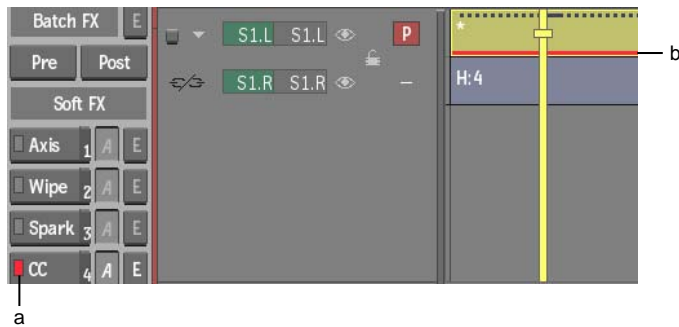 Batch FX E
Pre Post
Soft FX
Axis 1 A E
Wipe 2 A E
Spark 3 A E
CC 4 A E
S1.L S1.L P
S1.R S1.R –
*
H:4
b
a